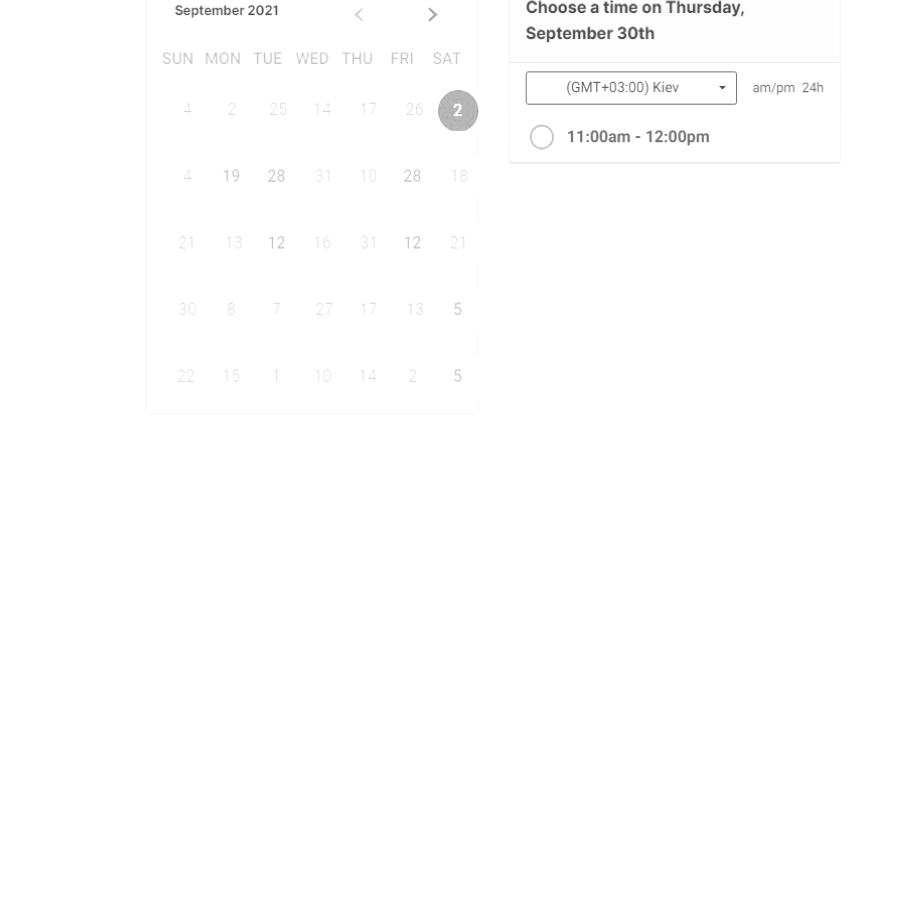 September 2021
SUN MON TUE WED THU FRI SAT
4 2 25 14 17 26 2
4 19 28 31 10 28 18
21 13 12 16 31 12 21
30 8 7 27 17 13 5
22 15 1 10 14 2 5
Choose a time on Thursday,
September 30th
(GMT+03:00) Kiev am/pm 24h
11:00am - 12:00pm